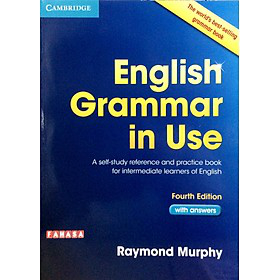 CAMBRIDGE
The world's best-selling
grammar book
English
Grammar
in Use
A self-study reference and practice book
for intermediate learners of English
Fourth Edition
with answers
FAHASA
Raymond Murphy